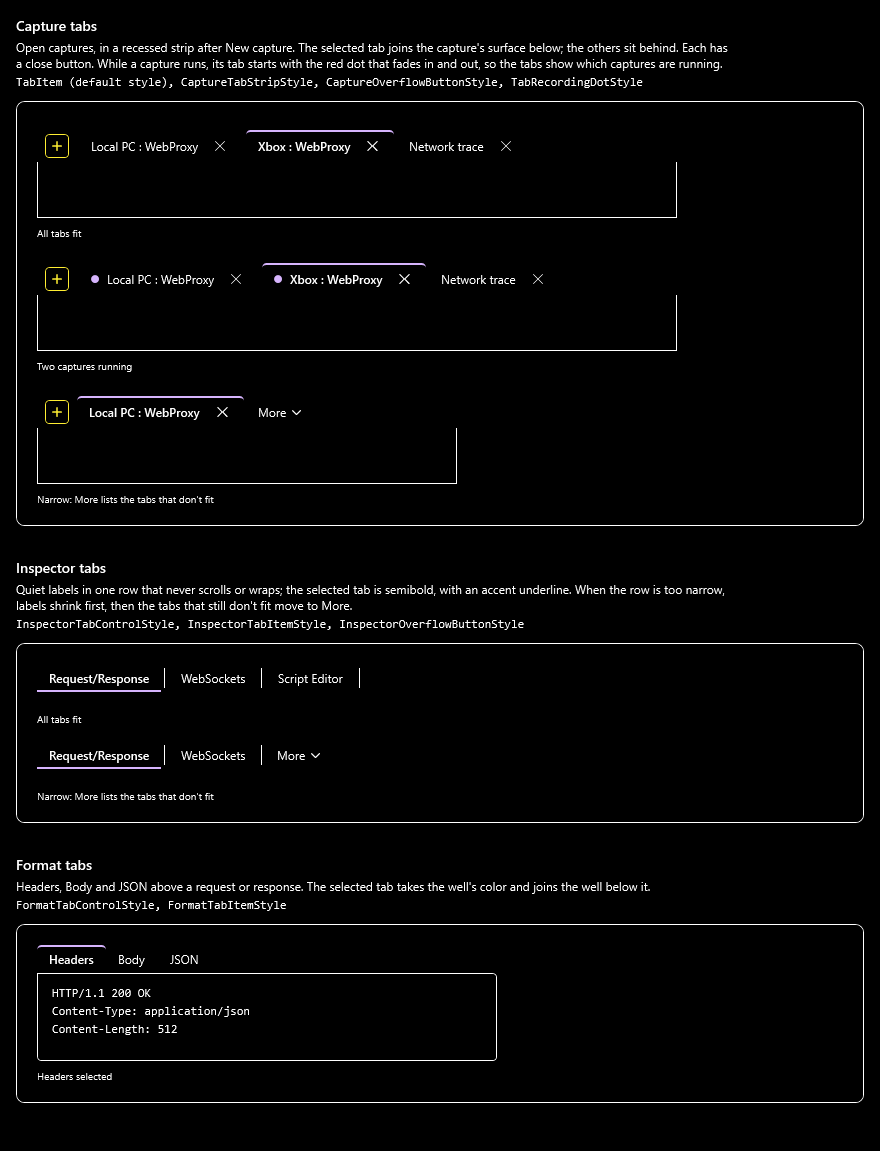 Capture tabs
Open captures, in a recessed strip after New capture. The selected tab joins the capture's surface below; the others sit behind. Each has
a close button. While a capture runs, its tab starts with the red dot that fades in and out, so the tabs show which captures are running.
TabItem (default style), CaptureTabStripStyle, CaptureOverflowButtonStyle, TabRecordingDotStyle
Local PC : WebProxy Xbox : WebProxy Network trace
All tabs fit
Local PC : WebProxy Xbox : WebProxy Network trace
Two captures running
Local PC : WebProxy More
Narrow: More lists the tabs that don't fit
Inspector tabs
Quiet labels in one row that never scrolls or wraps; the selected tab is semibold, with an accent underline. When the row is too narrow,
labels shrink first, then the tabs that still don't fit move to More.
InspectorTabControlStyle, InspectorTabItemStyle, InspectorOverflowButtonStyle
Request/Response WebSockets Script Editor
All tabs fit
Request/Response WebSockets More
Narrow: More lists the tabs that don't fit
Format tabs
Headers, Body and JSON above a request or response. The selected tab takes the well's color and joins the well below it.
FormatTabControlStyle, FormatTabItemStyle
Headers Body JSON
HTTP/1.1 200 OK
Content-Type: application/json
Content-Length: 512
Headers selected